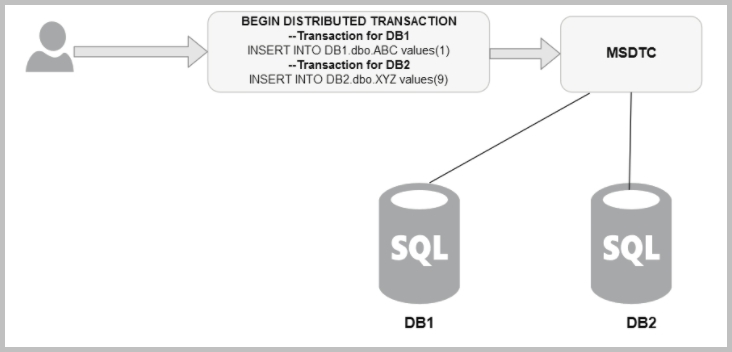 BEGIN DISTRIBUTED TRANSACTION
--Transaction for DB1
INSERT INTO DB1.dbo.ABC values(1)
--Transaction for DB2
INSERT INTO DB2.dbo.XYZ values(9)
MSDTC
SQL
SQL
DB1
DB2